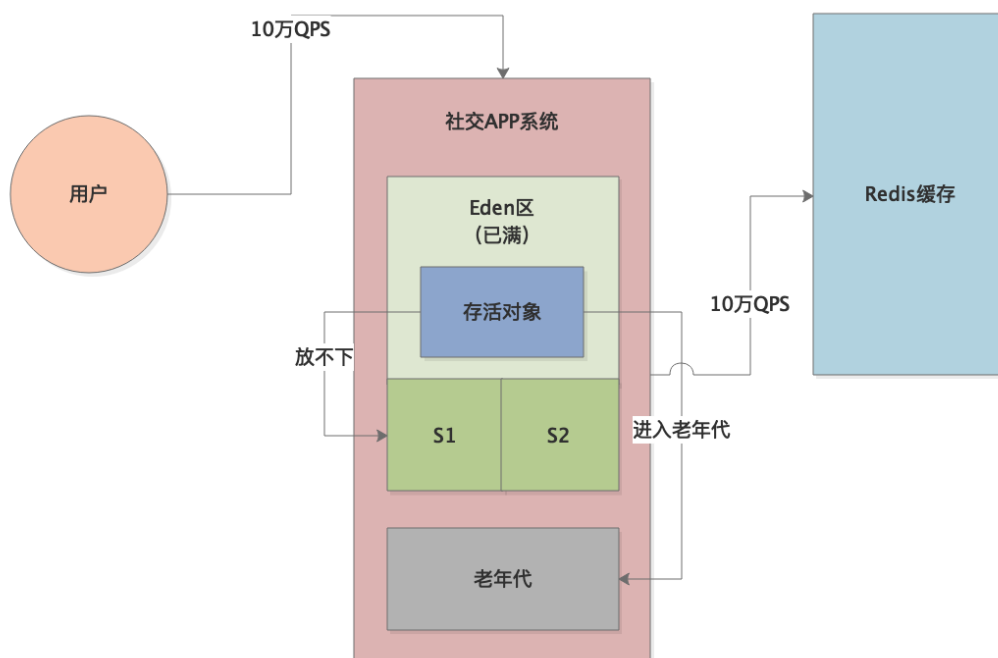 10万QPS
社交APP系统
用户
Eden区
（已满）
Redis缓存
存活对象
10万QPS
放不下
S1
S2
进入老年代
老年代